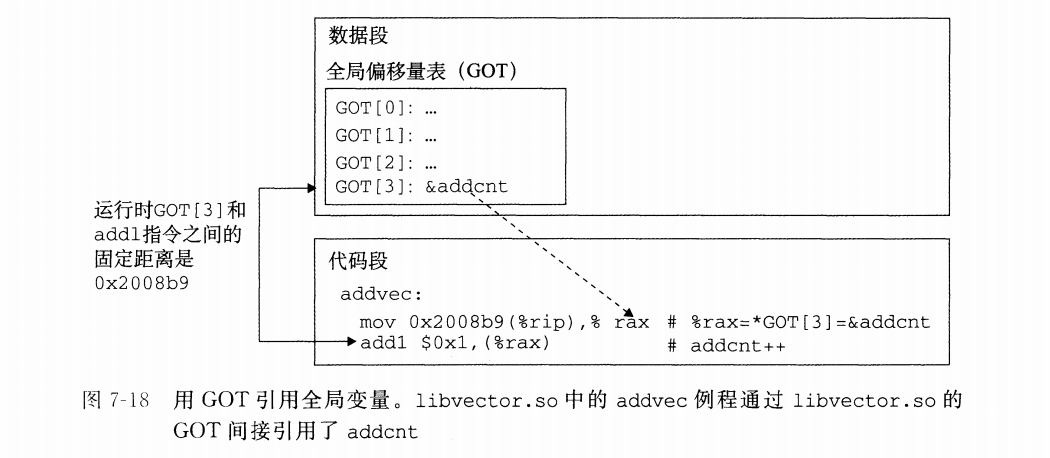 数据段
全局偏移量表（GOT）
GOT[0]: …
GOT[1]: …
GOT[2]: …
GOT[3]: &addcnt
运行时GOT[3]和
addl指令之间的
固定距离是
0x2008b9
代码段
addvec:
mov 0x2008b9(%rip),% rax # %rax=*GOT[3]=&addcnt
addl $0x1,(%rax) # addcnt++
图 7-18 用 GOT 引用全局变量。libvector.so 中的 addvec 例程通过 libvector.so 的
GOT 间接引用了 addcnt